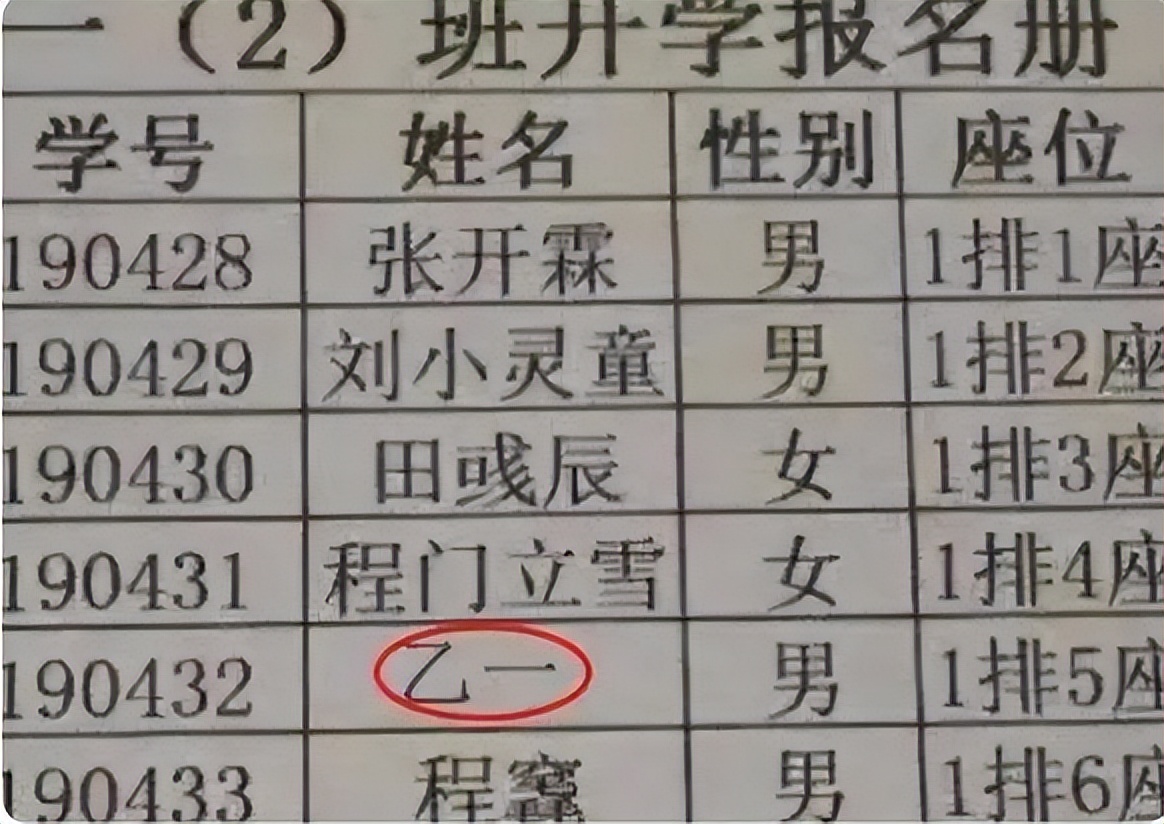 一（2）班开学报名册
学号 姓名 性别 座位
190428 张开霖 男 1排1座
190429 刘小灵童 男 1排2座
190430 田彧辰 女 1排3座
190431 程门立雪 女 1排4座
190432 乙一 男 1排5座
190433 程 男 1排6座